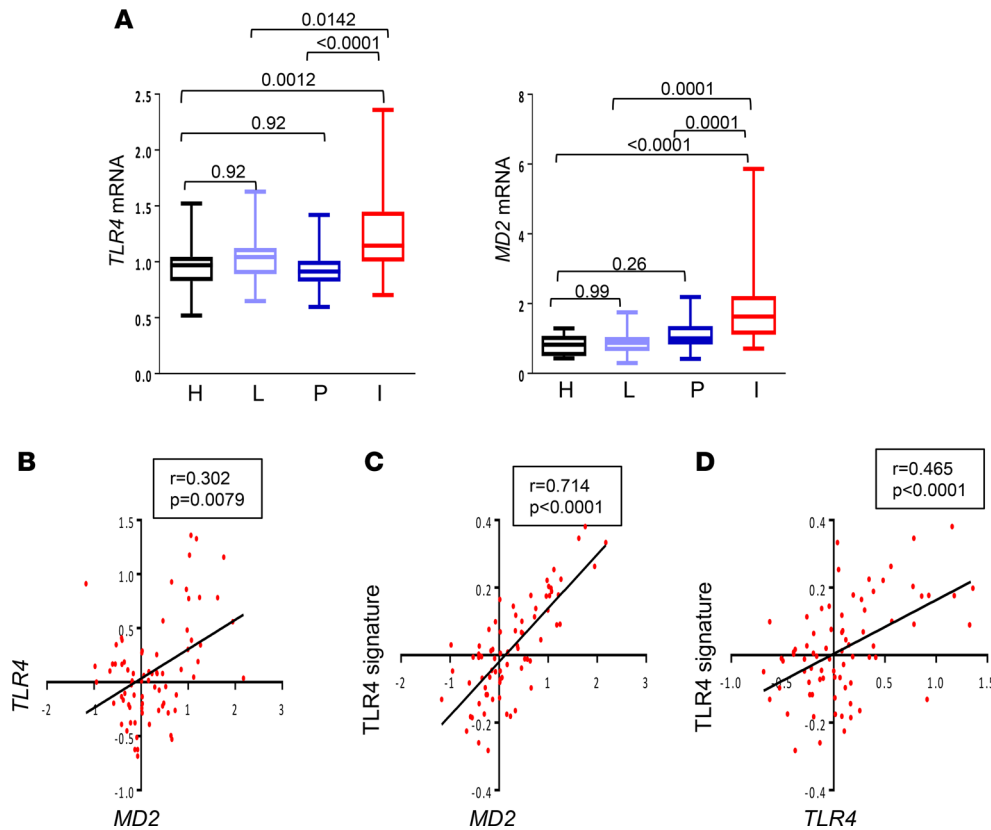 A
0.0142
<0.0001
0.0012
0.92
0.92
TLR4 mRNA
2.5
2.0
1.5
1.0
0.5
0.0
H L P I
0.0001
0.0001
<0.0001
0.26
0.99
MD2 mRNA
8
6
4
2
0
H L P I
B
r=0.302
p=0.0079
TLR4
1.5
1.0
0.5
-0.5
-1.0
-2 -1 0 1 2 3
MD2
C
r=0.714
p<0.0001
TLR4 signature
0.4
0.2
-0.2
-0.4
-2 -1 0 1 2 3
MD2
D
r=0.465
p<0.0001
TLR4 signature
0.4
0.2
-0.2
-0.4
-1.0 -0.5 0.0 0.5 1.0 1.5
TLR4